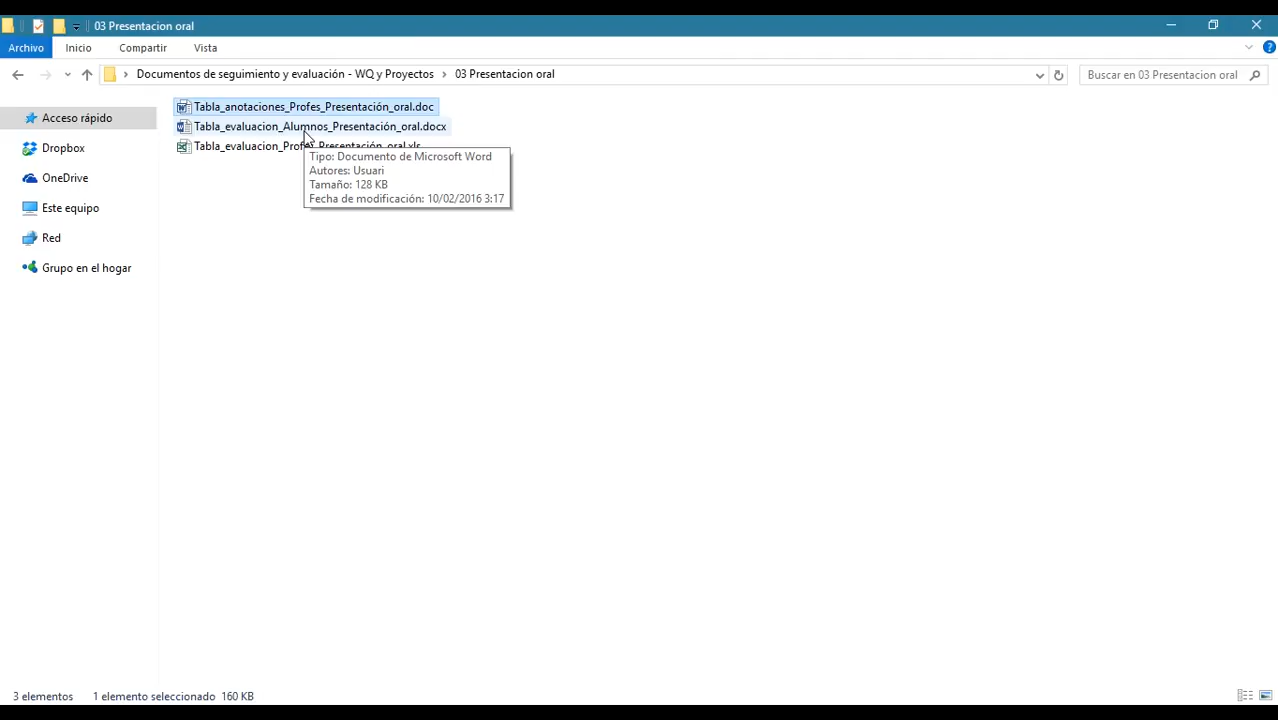 03 Presentacion oral
Archivo Inicio Compartir Vista
Documentos de seguimiento y evaluación - WQ y Proyectos > 03 Presentacion oral
Buscar en 03 Presentacion oral
Acceso rápido
Dropbox
OneDrive
Este equipo
Red
Grupo en el hogar
Tabla_anotaciones_Profes_Presentación_oral.doc
Tabla_evaluacion_Alumnos_Presentación_oral.docx
Tabla_evaluacion_Profes_Presentación_oral.xls
Tipo: Documento de Microsoft Word
Autores: Usuari
Tamaño: 128 KB
Fecha de modificación: 10/02/2016 3:17
3 elementos 1 elemento seleccionado 160 KB